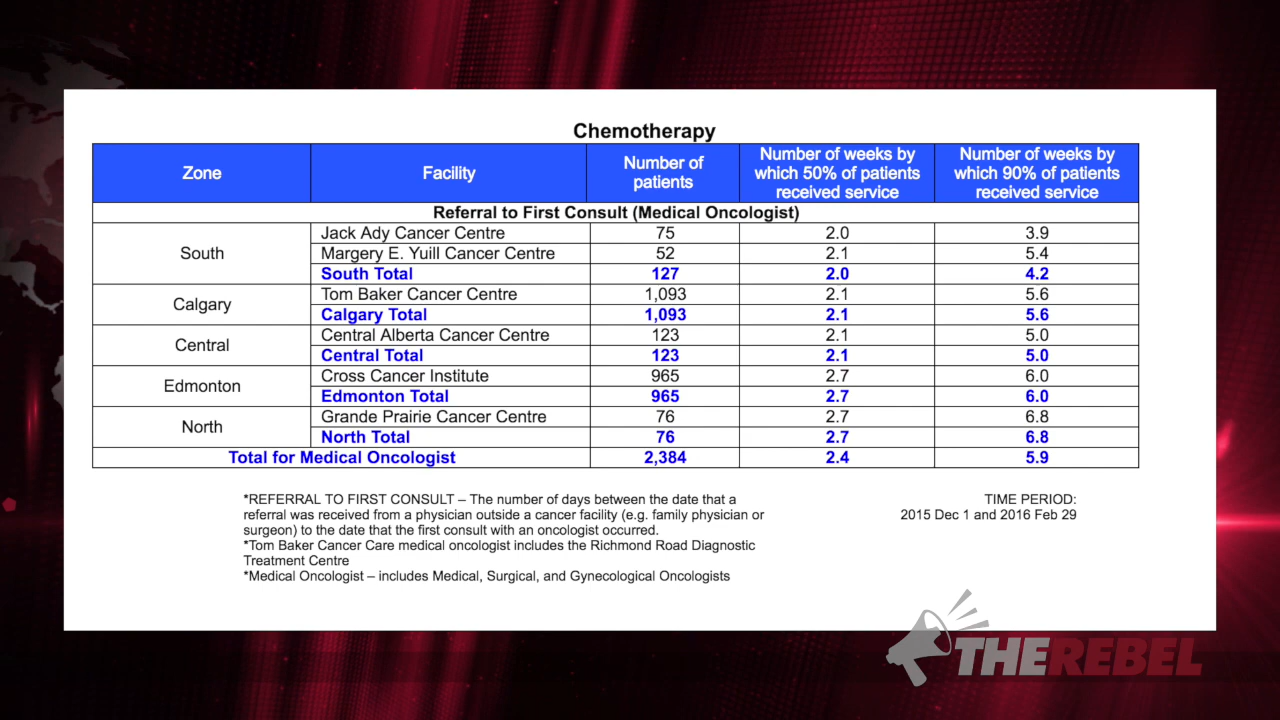 Chemotherapy
Zone Facility Number of patients Number of weeks by which 50% of patients received service Number of weeks by which 90% of patients received service
Referral to First Consult (Medical Oncologist)
South Jack Ady Cancer Centre 75 2.0 3.9
Margery E. Yuill Cancer Centre 52 2.1 5.4
South Total 127 2.0 4.2
Calgary Tom Baker Cancer Centre 1,093 2.1 5.6
Calgary Total 1,093 2.1 5.6
Central Central Alberta Cancer Centre 123 2.1 5.0
Central Total 123 2.1 5.0
Edmonton Cross Cancer Institute 965 2.7 6.0
Edmonton Total 965 2.7 6.0
North Grande Prairie Cancer Centre 76 2.7 6.8
North Total 76 2.7 6.8
Total for Medical Oncologist 2,384 2.4 5.9
*REFERRAL TO FIRST CONSULT – The number of days between the date that a
referral was received from a physician outside a cancer facility (e.g. family physician or
surgeon) to the date that the first consult with an oncologist occurred.
*Tom Baker Cancer Care medical oncologist includes the Richmond Road Diagnostic
Treatment Centre
*Medical Oncologist – includes Medical, Surgical, and Gynecological Oncologists
TIME PERIOD:
2015 Dec 1 and 2016 Feb 29
THEREBEL